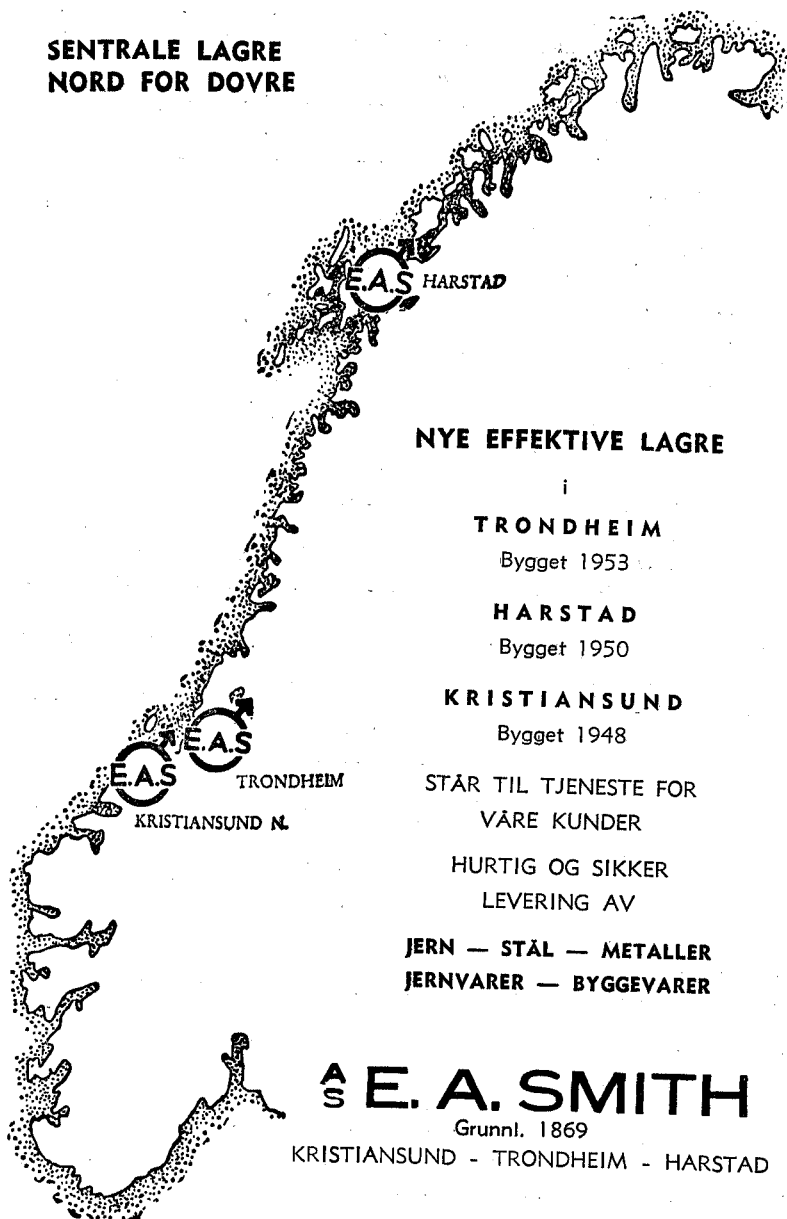 SENTRALE LAGRE
NORD FOR DOVRE
E.A.S
HARSTAD
NYE EFFEKTIVE LAGRE
i
TRONDHEIM
Bygget 1953
HARSTAD
Bygget 1950
KRISTIANSUND
Bygget 1948
E.A.S
TRONDHEIM
E.A.S
KRISTIANSUND N.
STÅR TIL TJENESTE FOR
VÅRE KUNDER
HURTIG OG SIKKER
LEVERING AV
JERN — STÅL — METALLER
JERNVARER — BYGGEVARER
A/S E. A. SMITH
Grunnl. 1869
KRISTIANSUND - TRONDHEIM - HARSTAD